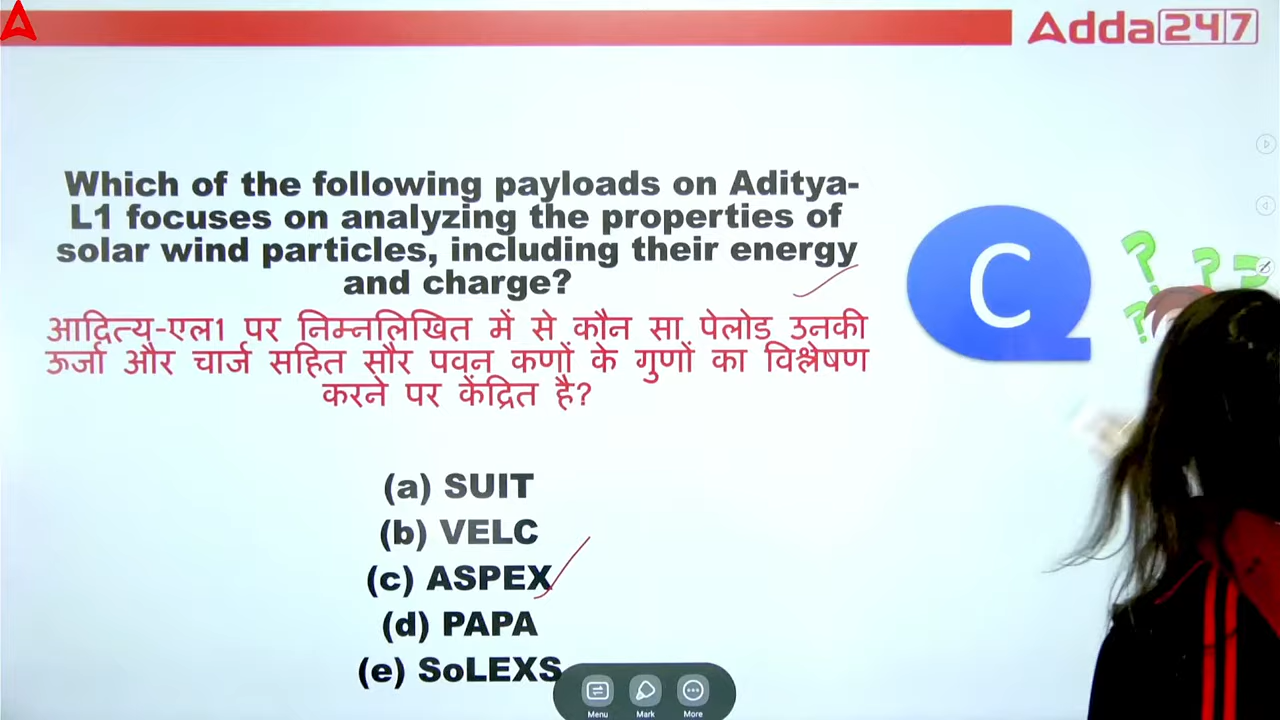 Adda247
Which of the following payloads on Aditya-
L1 focuses on analyzing the properties of
solar wind particles, including their energy
and charge?
आदित्य-एल1 पर निम्नलिखित में से कौन सा पेलोड उनकी
ऊर्जा और चार्ज सहित सौर पवन कणों के गुणों का विश्लेषण
करने पर केंद्रित है?
C
? ? ?
?
(a) SUIT
(b) VELC
(c) ASPEX
(d) PAPA
(e) SoLEXS
Menu Mark More